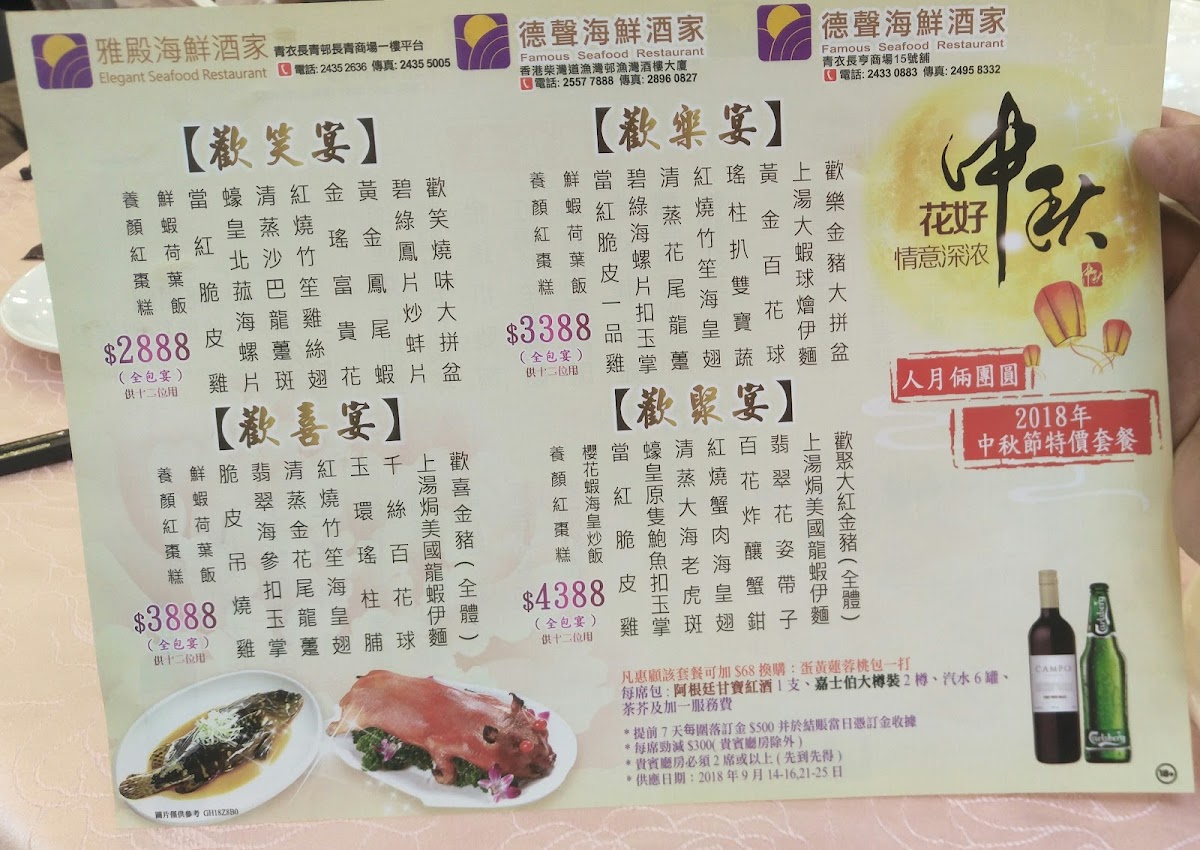 雅殿海鮮酒家
Elegant Seafood Restaurant
青衣長青邨長青商場一樓平台
電話: 2435 2636 傳真: 2435 5005
德聲海鮮酒家
Famous Seafood Restaurant
香港柴灣道漁灣邨漁灣酒樓大廈
電話: 2557 7888 傳真: 2896 0827
德聲海鮮酒家
Famous Seafood Restaurant
青衣長亨商場15號舖
電話: 2433 0883 傳真: 2495 8332
【歡笑宴】
歡笑燒味大拼盆
碧綠鳳片炒蚌片
黃金鳳尾蝦
金瑤富貴花
紅燒竹笙雞絲翅
清蒸沙巴龍躉斑
蠔皇北菰海螺片
當紅脆皮雞
鮮蝦荷葉飯
養顏紅棗糕
$2888
(全包宴)
供十二位用
【歡樂宴】
歡樂金豬大拼盆
上湯大蝦球燴伊麵
黃金百花球
瑤柱扒雙寶蔬
紅燒竹笙海皇翅
清蒸花尾龍躉
碧綠海螺片扣玉掌
當紅脆皮一品雞
鮮蝦荷葉飯
養顏紅棗糕
$3388
(全包宴)
供十二位用
【歡喜宴】
歡喜金豬(全體)
上湯焗美國龍蝦伊麵
千絲百花球
玉環瑤柱脯
紅燒竹笙海皇翅
清蒸金花尾龍躉
翡翠海參扣玉掌
脆皮吊燒雞
鮮蝦荷葉飯
養顏紅棗糕
$3888
(全包宴)
供十二位用
【歡聚宴】
歡聚大紅金豬(全體)
上湯焗美國龍蝦伊麵
翡翠花姿帶子
百花炸釀蟹鉗
紅燒蟹肉海皇翅
清蒸大海老虎斑
蠔皇原隻鮑魚扣玉掌
當紅脆皮雞
櫻花蝦海皇炒飯
養顏紅棗糕
$4388
(全包宴)
供十二位用
中秋
花好
情意深浓
中秋
人月倆團圓
2018年
中秋節特價套餐
凡惠顧該套餐可加 $68 換購：蛋黃蓮蓉桃包一打
每席包：阿根廷甘寶紅酒 1 支、嘉士伯大樽裝 2 樽、汽水 6 罐、
茶芥及加一服務費
* 提前 7 天每圍落訂金 $500 并於結賬當日憑訂金收據
* 每席勁減 $300( 貴賓廳房除外 )
* 貴賓廳房必須 2 席或以上 ( 先到先得 )
* 供應日期：2018 年 9 月 14-16,21-25 日
CAMPO
Carlsberg
18+
圖片僅供參考 GH18Z8B0